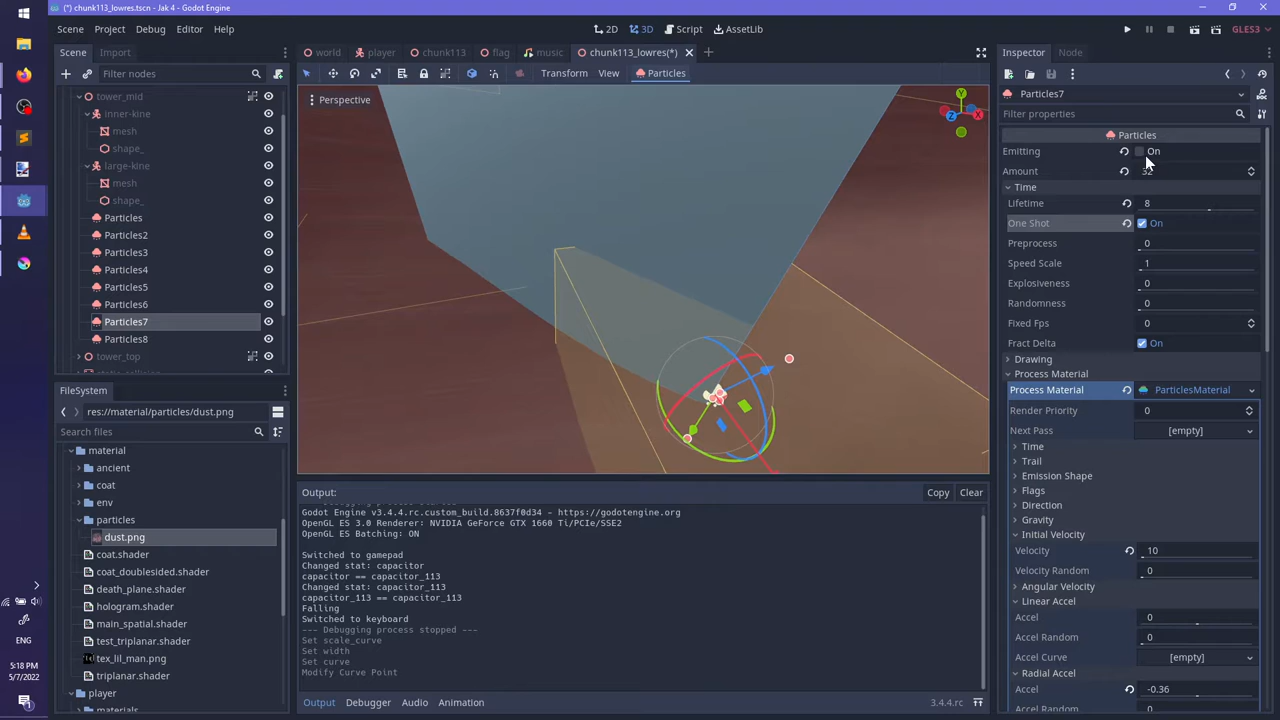 (*) chunk113_lowres.tscn - Jak 4 - Godot Engine
Scene Project Debug Editor Help
2D 3D Script AssetLib
GLES3
Scene Import
Filter nodes
tower_mid
inner-kine
mesh
shape_
large-kine
mesh
shape_
Particles
Particles2
Particles3
Particles4
Particles5
Particles6
Particles7
Particles8
tower_top
FileSystem
res://material/particles/dust.png
Search files
material
ancient
coat
env
particles
dust.png
coat.shader
coat_doublesided.shader
death_plane.shader
hologram.shader
main_spatial.shader
test_triplanar.shader
tex_lil_man.png
triplanar.shader
player
materials
ENG
5:18 PM
5/7/2022
1
world player chunk113 flag music chunk113_lowres(*)
Transform View Particles
Perspective
Y
Z
X
Output:
Copy Clear
Godot Engine v3.4.4.rc.custom_build.8637f0d34 - https://godotengine.org
OpenGL ES 3.0 Renderer: NVIDIA GeForce GTX 1660 Ti/PCIe/SSE2
OpenGL ES Batching: ON
Switched to gamepad
Changed stat: capacitor
capacitor == capacitor_113
Changed stat: capacitor_113
capacitor_113 == capacitor_113
Falling
Switched to keyboard
--- Debugging process stopped ---
Set scale_curve
Set width
Set curve
Modify Curve Point
Output Debugger Audio Animation
3.4.4.rc
Inspector Node
Particles7
Filter properties
Particles
Emitting On
Amount 32
Time
Lifetime 8
One Shot On
Preprocess 0
Speed Scale 1
Explosiveness 0
Randomness 0
Fixed Fps 0
Fract Delta On
Drawing
Process Material
Process Material ParticlesMaterial
Render Priority 0
Next Pass [empty]
Time
Trail
Emission Shape
Flags
Direction
Gravity
Initial Velocity
Velocity 10
Velocity Random 0
Angular Velocity
Linear Accel
Accel 0
Accel Random 0
Accel Curve [empty]
Radial Accel
Accel -0.36